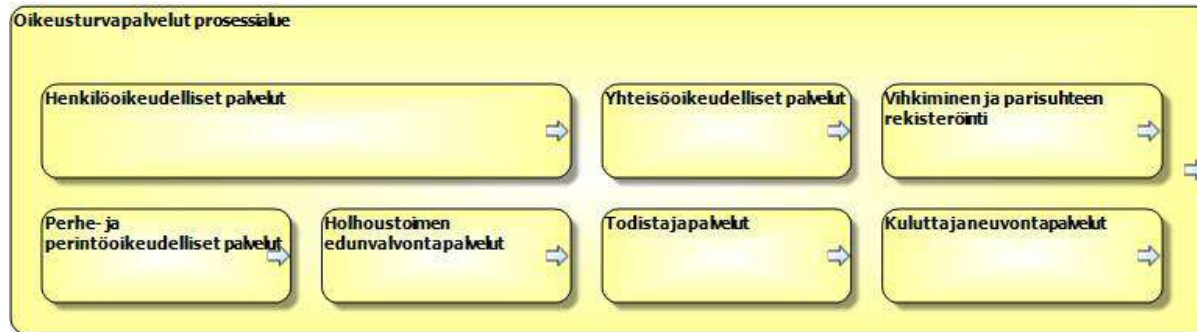 Oikeusturvapalvelut prosessialue
Henkilöoikeudelliset palvelut
Yhteisöoikeudelliset palvelut
Vihkiminen ja parisuhteen
rekisteröinti
Perhe- ja
perintöoikeudelliset palvelut
Holhoustoimen
edunvalvontapalvelut
Todistajapalvelut
Kuluttajaneuvontapalvelut